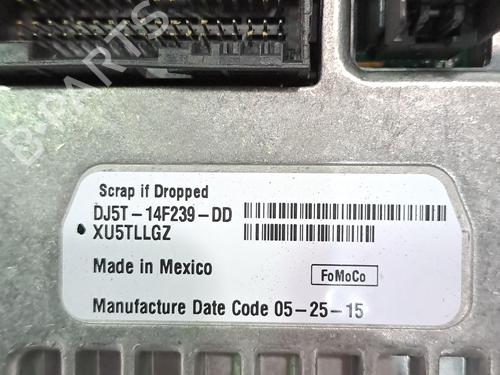 B-PARTS
Scrap if Dropped
DJ5T-14F239-DD
XU5TLLGZ
Made in Mexico
FoMoCo
Manufacture Date Code 05-25-15